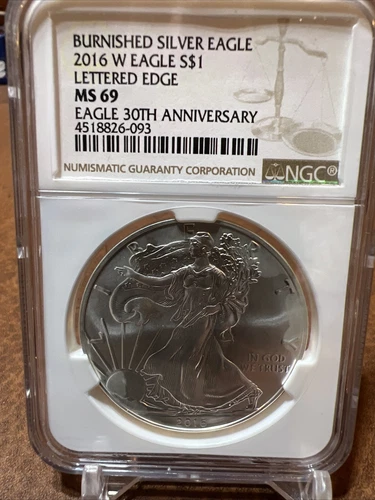 BURNISHED SILVER EAGLE
2016 W EAGLE S$1
LETTERED EDGE
MS 69
EAGLE 30TH ANNIVERSARY
4518826-093
NUMISMATIC GUARANTY CORPORATION NGC®
L I B E R
IN GOD
WE TRUST
2016